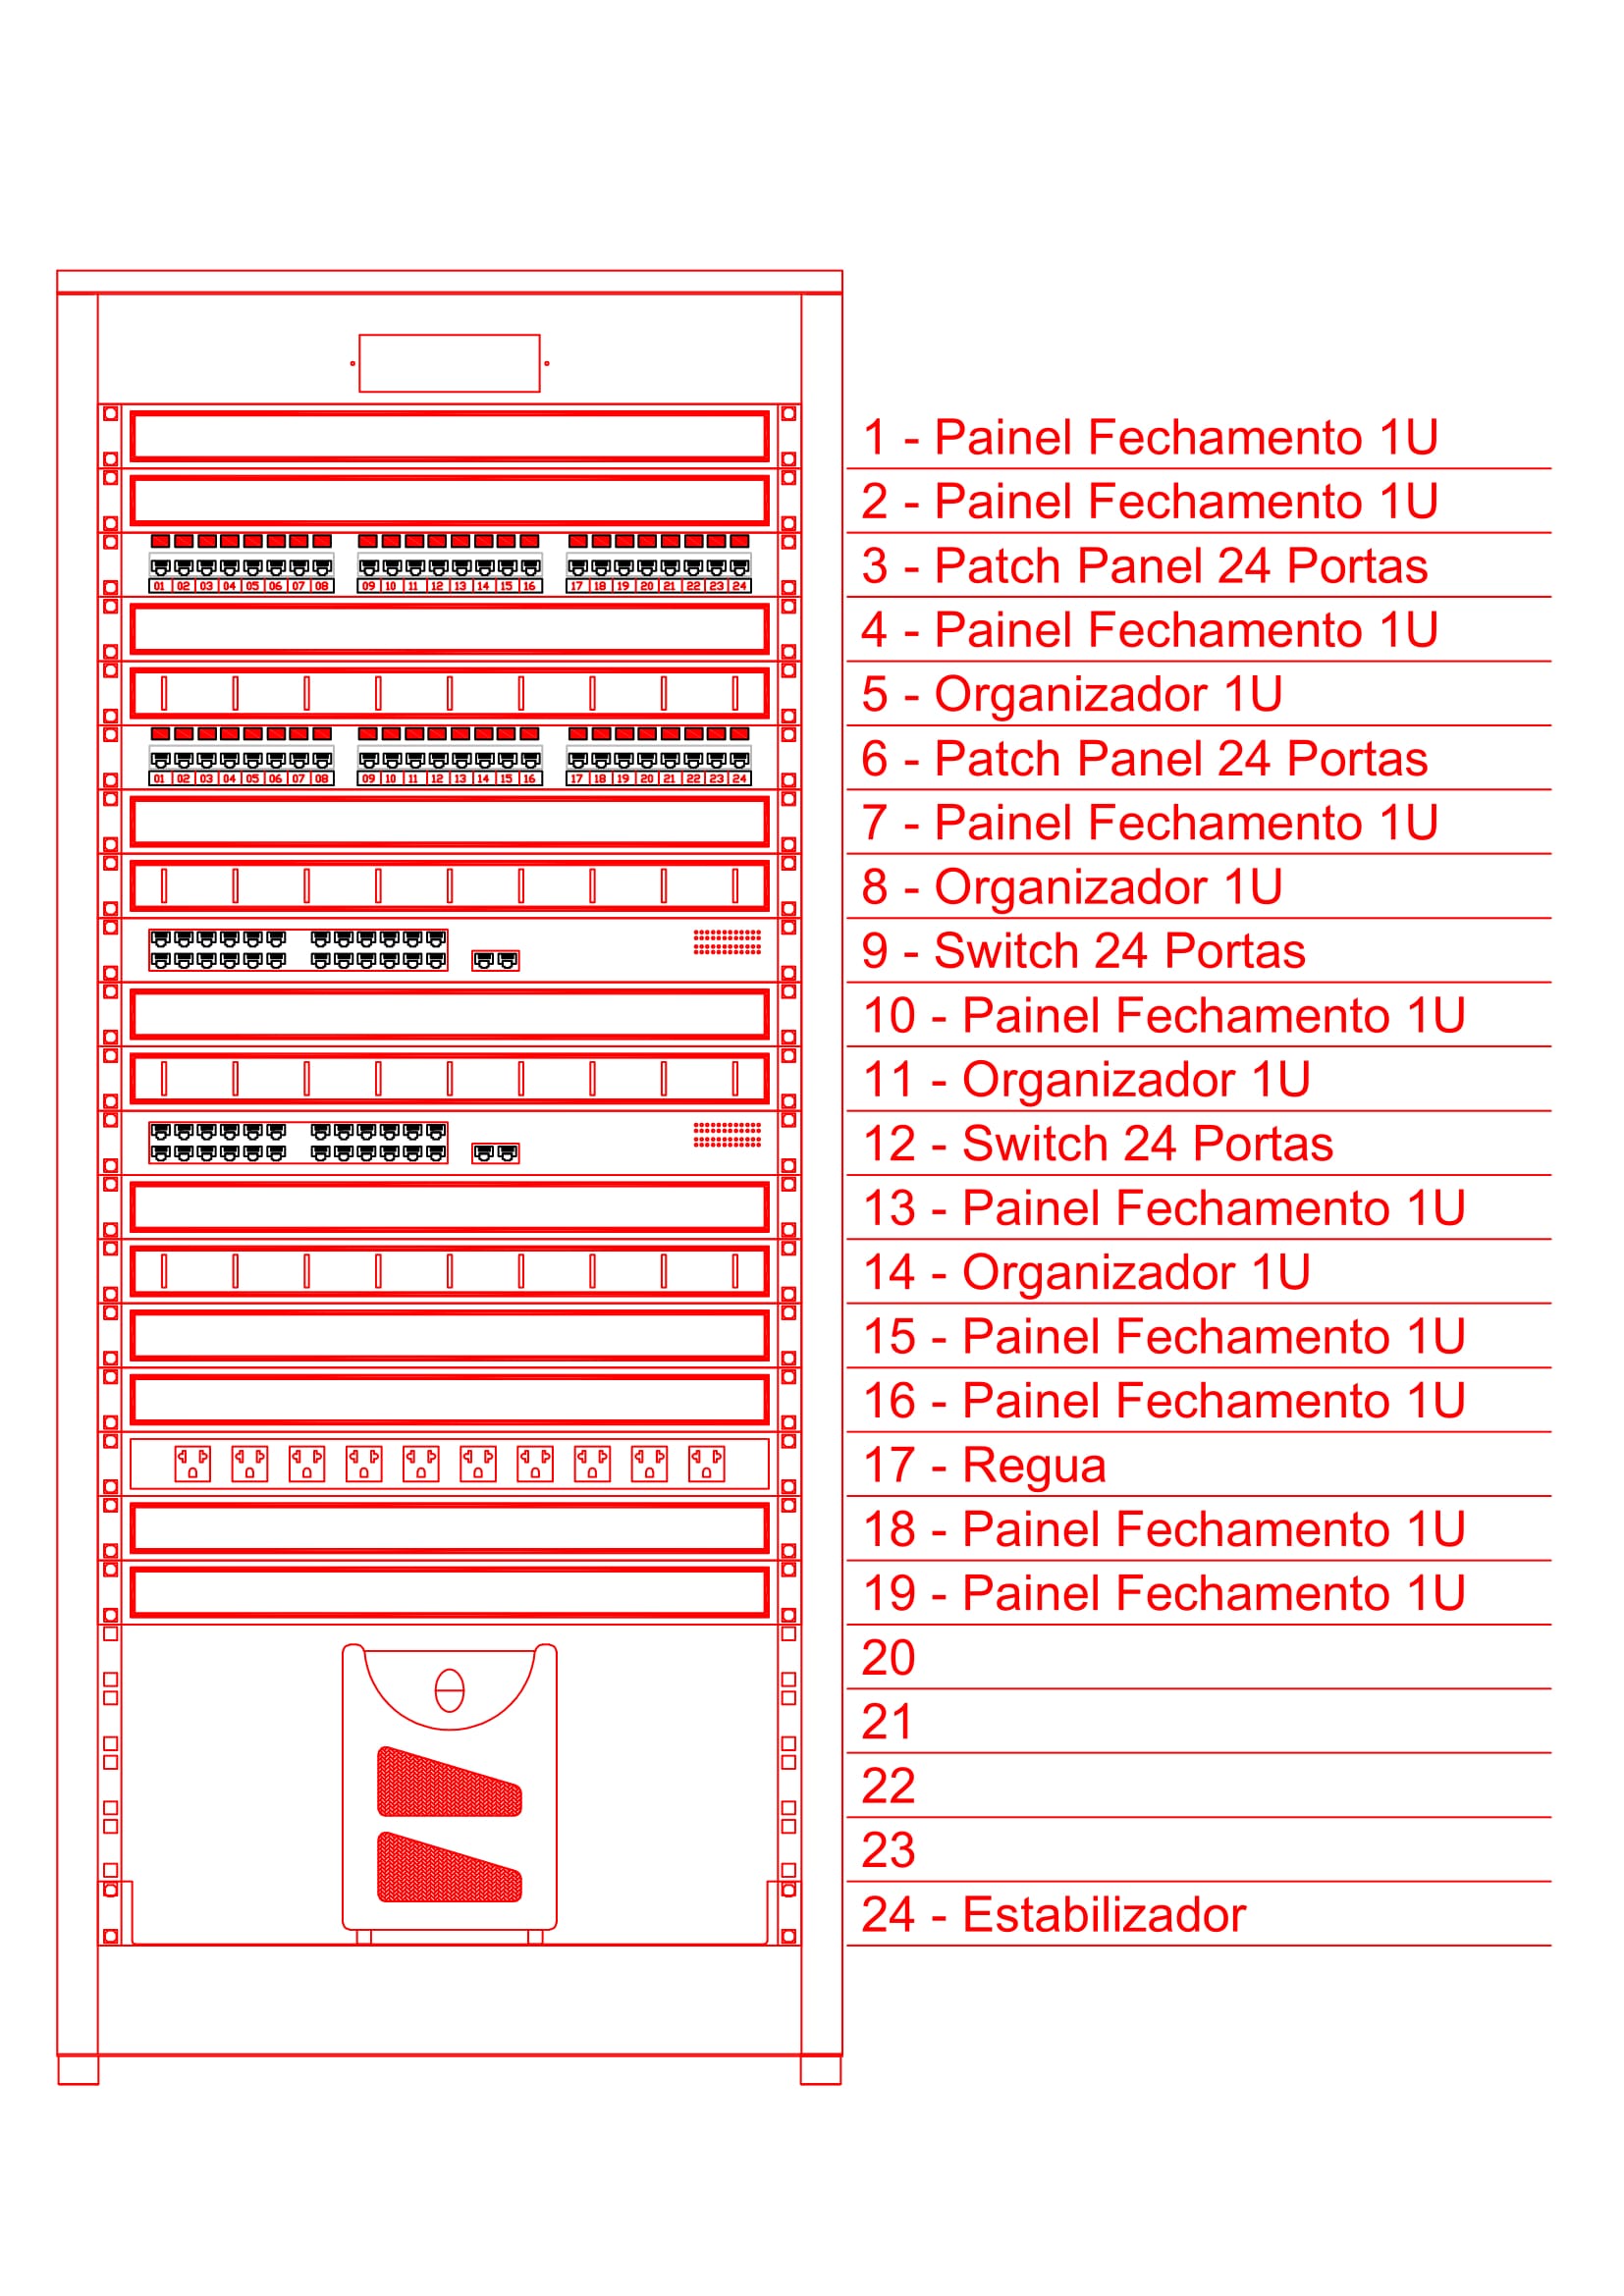 1 - Painel Fechamento 1U
2 - Painel Fechamento 1U
01 02 03 04 05 06 07 08 09 10 11 12 13 14 15 16 17 18 19 20 21 22 23 24
3 - Patch Panel 24 Portas
4 - Painel Fechamento 1U
5 - Organizador 1U
01 02 03 04 05 06 07 08 09 10 11 12 13 14 15 16 17 18 19 20 21 22 23 24
6 - Patch Panel 24 Portas
7 - Painel Fechamento 1U
8 - Organizador 1U
9 - Switch 24 Portas
10 - Painel Fechamento 1U
11 - Organizador 1U
12 - Switch 24 Portas
13 - Painel Fechamento 1U
14 - Organizador 1U
15 - Painel Fechamento 1U
16 - Painel Fechamento 1U
17 - Regua
18 - Painel Fechamento 1U
19 - Painel Fechamento 1U
20
21
22
23
24 - Estabilizador